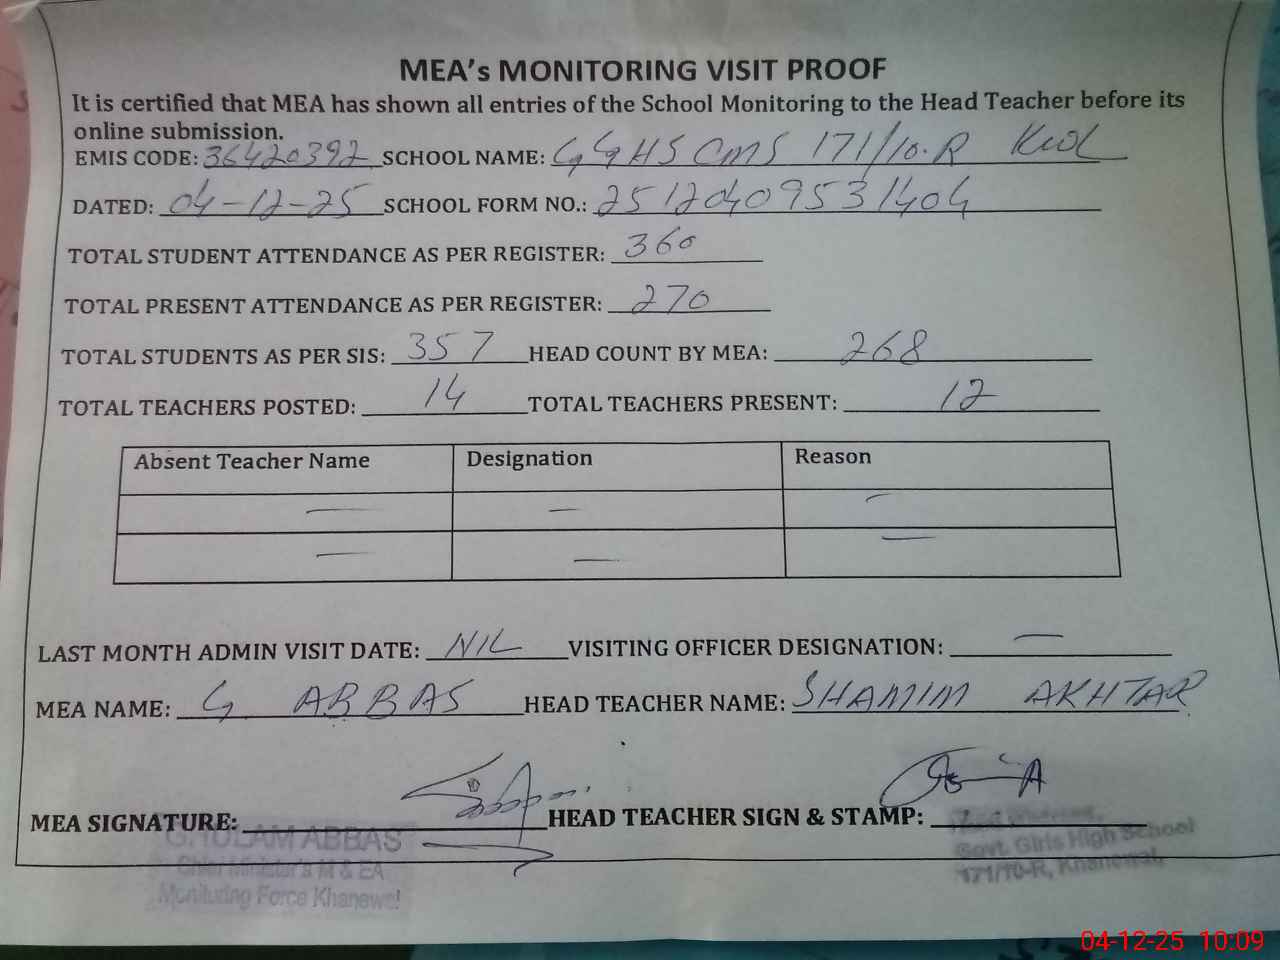 MEA's MONITORING VISIT PROOF
It is certified that MEA has shown all entries of the School Monitoring to the Head Teacher before its
online submission.
EMIS CODE: 36420392 SCHOOL NAME: GGHS CMS 171/10.R KWL
DATED: 04-12-25 SCHOOL FORM NO.: 25120409531404
TOTAL STUDENT ATTENDANCE AS PER REGISTER: 360
TOTAL PRESENT ATTENDANCE AS PER REGISTER: 270
TOTAL STUDENTS AS PER SIS: 357 HEAD COUNT BY MEA: 268
TOTAL TEACHERS POSTED: 14 TOTAL TEACHERS PRESENT: 12
Absent Teacher Name Designation Reason
— — —
— — —
LAST MONTH ADMIN VISIT DATE: NIL VISITING OFFICER DESIGNATION: —
MEA NAME: G. ABBAS HEAD TEACHER NAME: SHAMIM AKHTAR
MEA SIGNATURE: HEAD TEACHER SIGN & STAMP:
GHULAM ABBAS
Chief Minister's M & EA
Monitoring Force Khanewal
Govt. Girls High School
171/10-R, Khanewal.
04-12-25 10:09